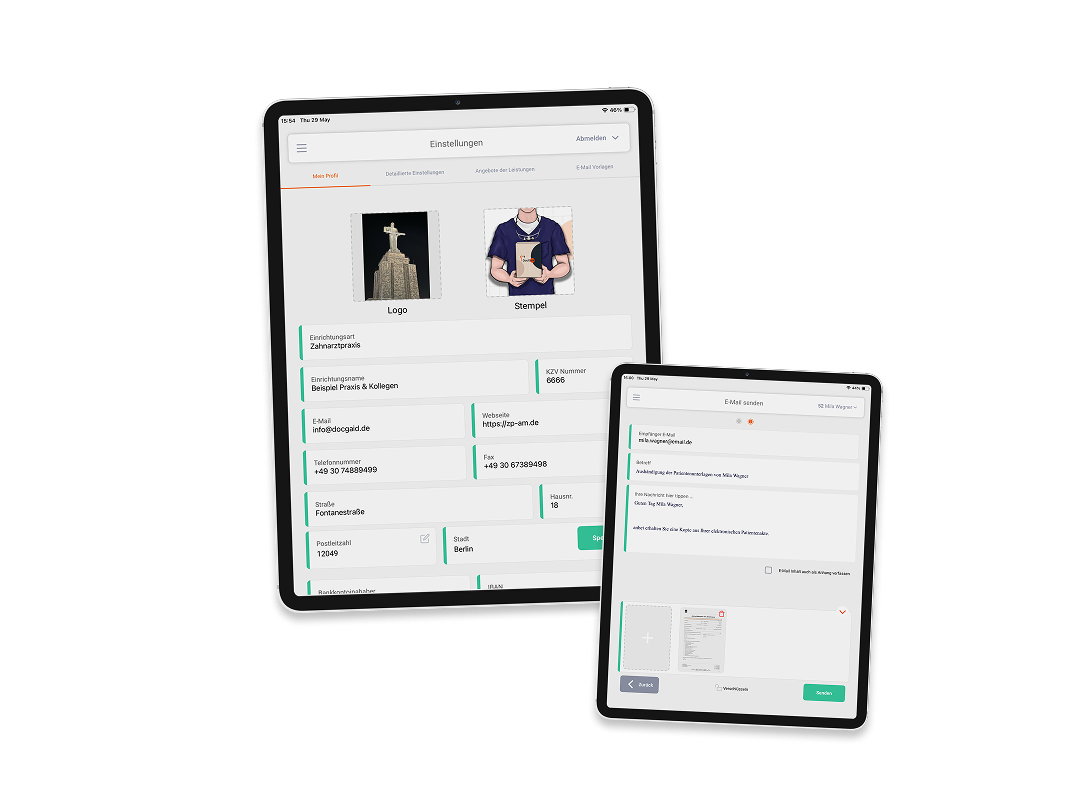 15:54 Thu 29 May
46%
Einstellungen
Abmelden
Mein Profil
Detaillierte Einstellungen
Angebote der Leistungen
E-Mail Vorlagen
Logo
Stempel
Einrichtungsart
Zahnarztpraxis
Einrichtungsname
Beispiel Praxis & Kollegen
KZV Nummer
6666
E-Mail
info@docgaid.de
Webseite
https://zp-am.de
Telefonnummer
+49 30 74889499
Fax
+49 30 67389498
Straße
Fontanestraße
Hausnr.
18
Postleitzahl
12049
Stadt
Berlin
Spe
Bankkontoinahaber
IBAN
15:50 Thu 29 May
44%
E-Mail senden
52 Mila Wagner
Empfänger E-Mail
mila.wagner@email.de
Betreff
Aushändigung der Patientenunterlagen von Mila Wagner
Ihre Nachricht hier tippen ...
Guten Tag Mila Wagner,
anbei erhalten Sie eine Kopie aus Ihrer elektronischen Patientenakte.
E-Mail Inhalt auch als Anhang verfassen
Zurück
Verschlüsseln
Senden